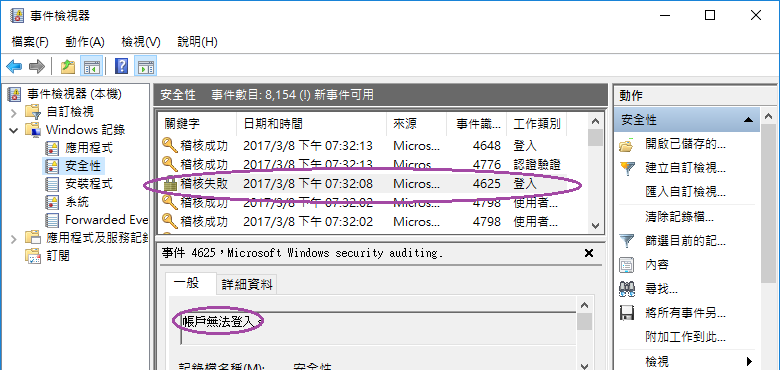 事件檢視器
檔案(F) 動作(A) 檢視(V) 說明(H)
事件檢視器 (本機)
自訂檢視
Windows 記錄
應用程式
安全性
安裝程式
系統
Forwarded Eve
應用程式及服務記錄
訂閱
安全性 事件數目: 8,154 (!) 新事件可用
關鍵字 日期和時間 來源 事件識... 工作類別
稽核成功 2017/3/8 下午 07:32:13 Micros... 4648 登入
稽核成功 2017/3/8 下午 07:32:13 Micros... 4776 認證驗證
稽核失敗 2017/3/8 下午 07:32:08 Micros... 4625 登入
稽核成功 2017/3/8 下午 07:32:02 Micros... 4798 使用者...
稽核成功 2017/3/8 下午 07:32:02 Micros... 4798 使用者...
事件 4625，Microsoft Windows security auditing.
一般 詳細資料
帳戶無法登入。
記錄檔名稱(M): 安全性
動作
安全性
開啟已儲存的...
建立自訂檢視...
匯入自訂檢視...
清除記錄檔...
篩選目前的記...
內容
尋找...
將所有事件另...
附加工作到此...
檢視